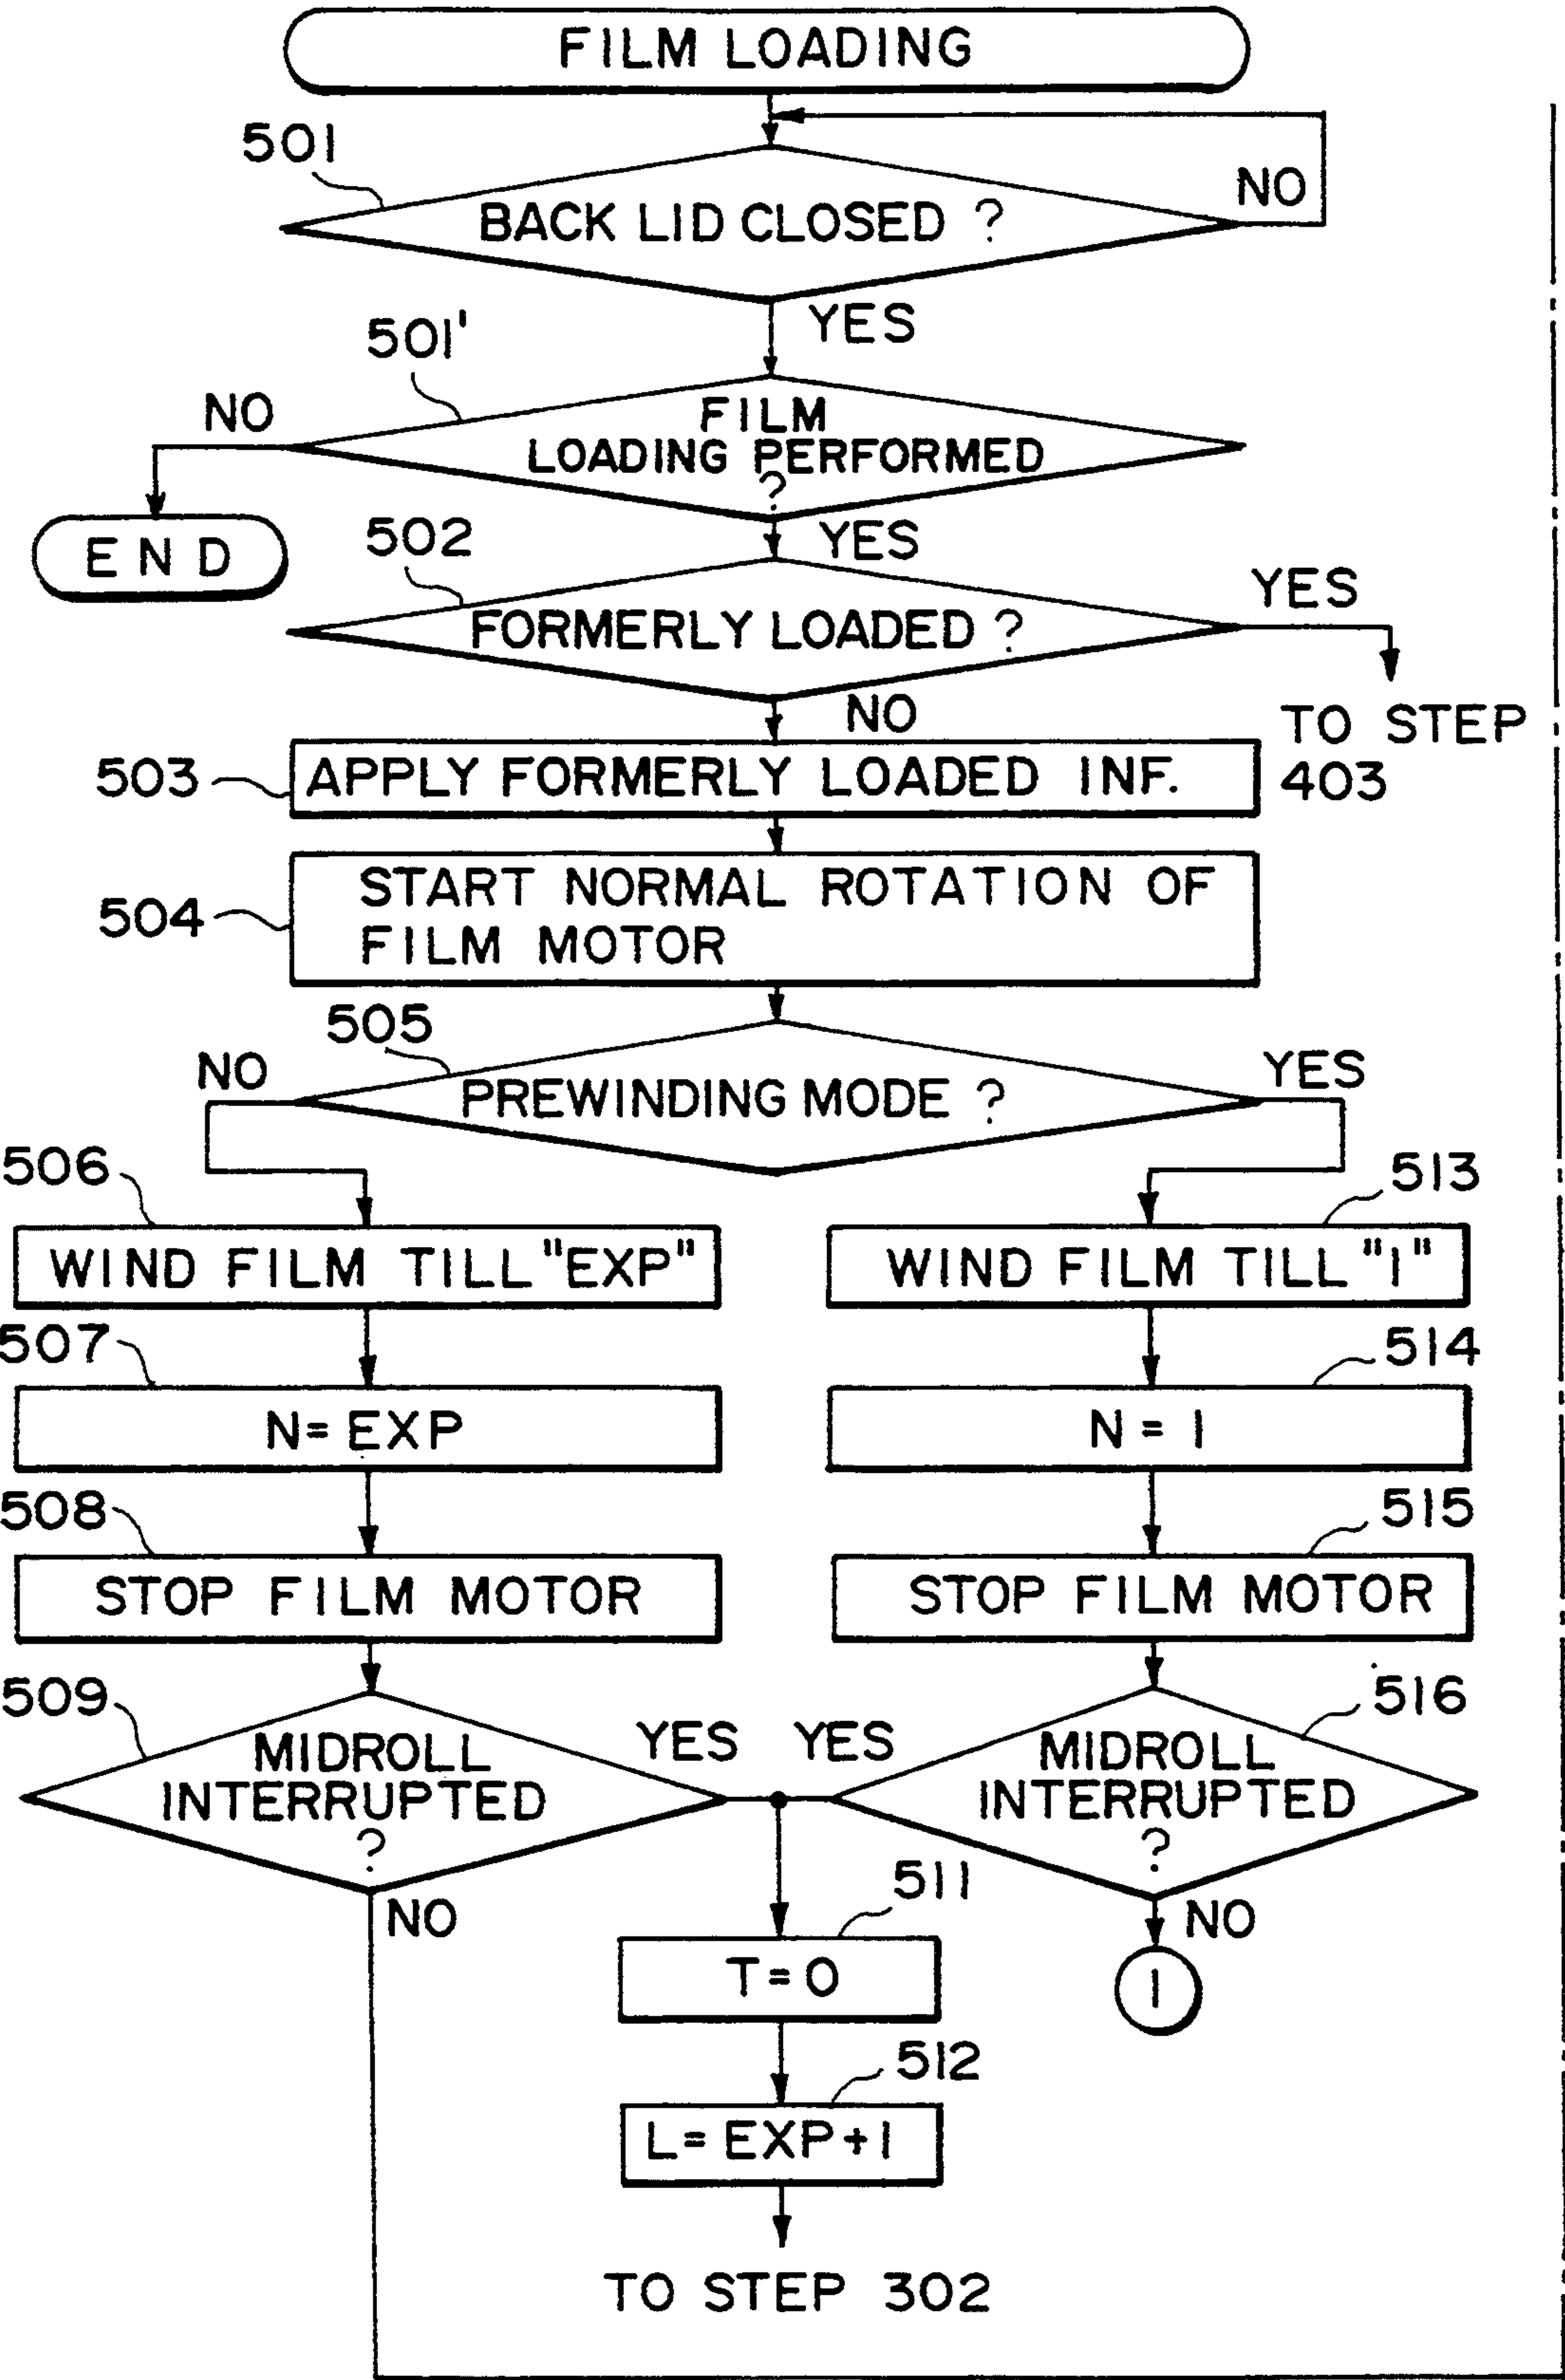 FILM LOADING
501
BACK LID CLOSED ?
NO
YES
501'
NO
FILM
LOADING PERFORMED
?
END
502
YES
FORMERLY LOADED ?
YES
NO
TO STEP
403
503
APPLY FORMERLY LOADED INF.
504
START NORMAL ROTATION OF
FILM MOTOR
505
NO
PREWINDING MODE ?
YES
506
513
WIND FILM TILL "EXP"
WIND FILM TILL "1"
507
514
N= EXP
N = 1
508
515
STOP FILM MOTOR
STOP FILM MOTOR
509
516
MIDROLL
INTERRUPTED
?
YES
YES
MIDROLL
INTERRUPTED
?
NO
511
NO
T=0
1
512
L= EXP+1
TO STEP 302